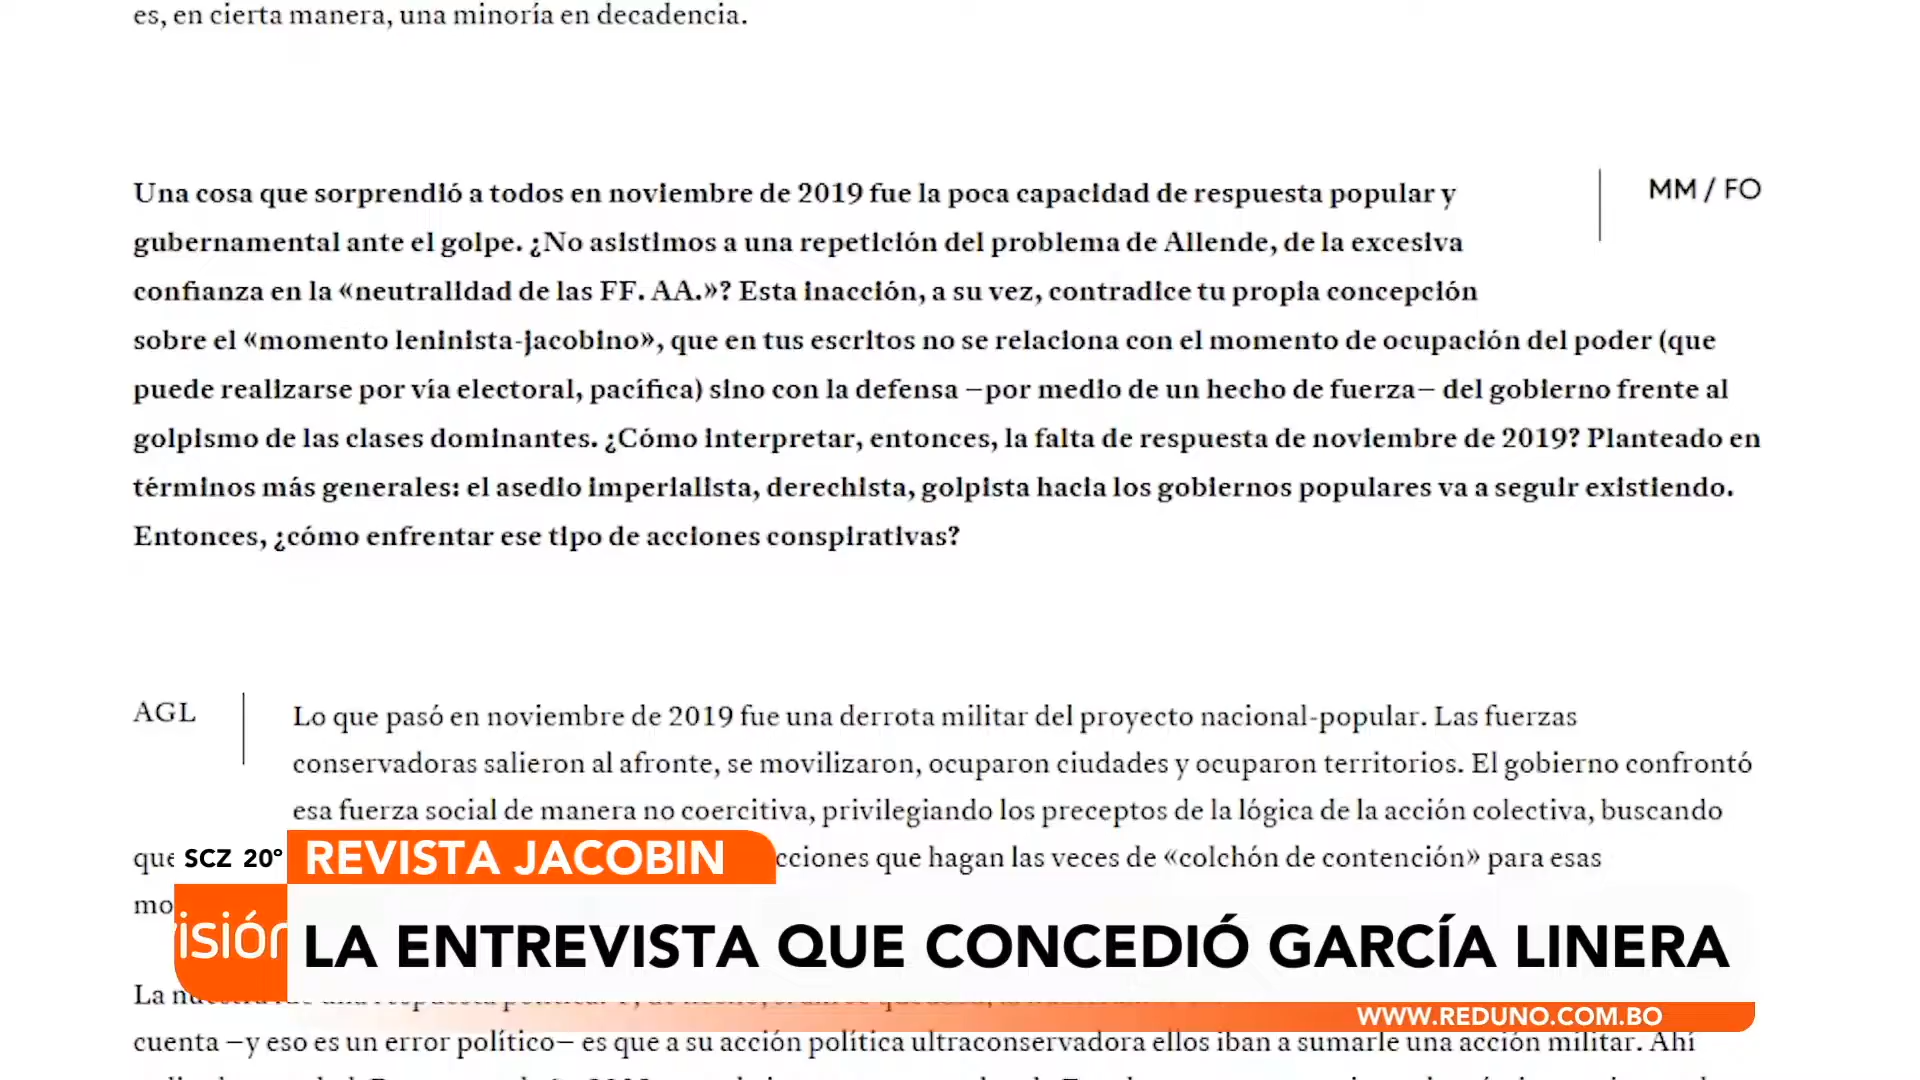 es, en cierta manera, una minoría en decadencia.
Una cosa que sorprendió a todos en noviembre de 2019 fue la poca capacidad de respuesta popular y
MM / FO
gubernamental ante el golpe. ¿No asistimos a una repetición del problema de Allende, de la excesiva
confianza en la «neutralidad de las FF. AA.»? Esta inacción, a su vez, contradice tu propia concepción
sobre el «momento leninista-jacobino», que en tus escritos no se relaciona con el momento de ocupación del poder (que
puede realizarse por vía electoral, pacífica) sino con la defensa —por medio de un hecho de fuerza— del gobierno frente al
golpismo de las clases dominantes. ¿Cómo interpretar, entonces, la falta de respuesta de noviembre de 2019? Planteado en
términos más generales: el asedio imperialista, derechista, golpista hacia los gobiernos populares va a seguir existiendo.
Entonces, ¿cómo enfrentar ese tipo de acciones conspirativas?
AGL
Lo que pasó en noviembre de 2019 fue una derrota militar del proyecto nacional-popular. Las fuerzas
conservadoras salieron al afronte, se movilizaron, ocuparon ciudades y ocuparon territorios. El gobierno confrontó
esa fuerza social de manera no coercitiva, privilegiando los preceptos de la lógica de la acción colectiva, buscando
que
SCZ 20°
REVISTA JACOBIN
cciones que hagan las veces de «colchón de contención» para esas
mo
isión
LA ENTREVISTA QUE CONCEDIÓ GARCÍA LINERA
La
WWW.REDUNO.COM.BO
cuenta —y eso es un error político— es que a su acción política ultraconservadora ellos iban a sumarle una acción militar. Ahí